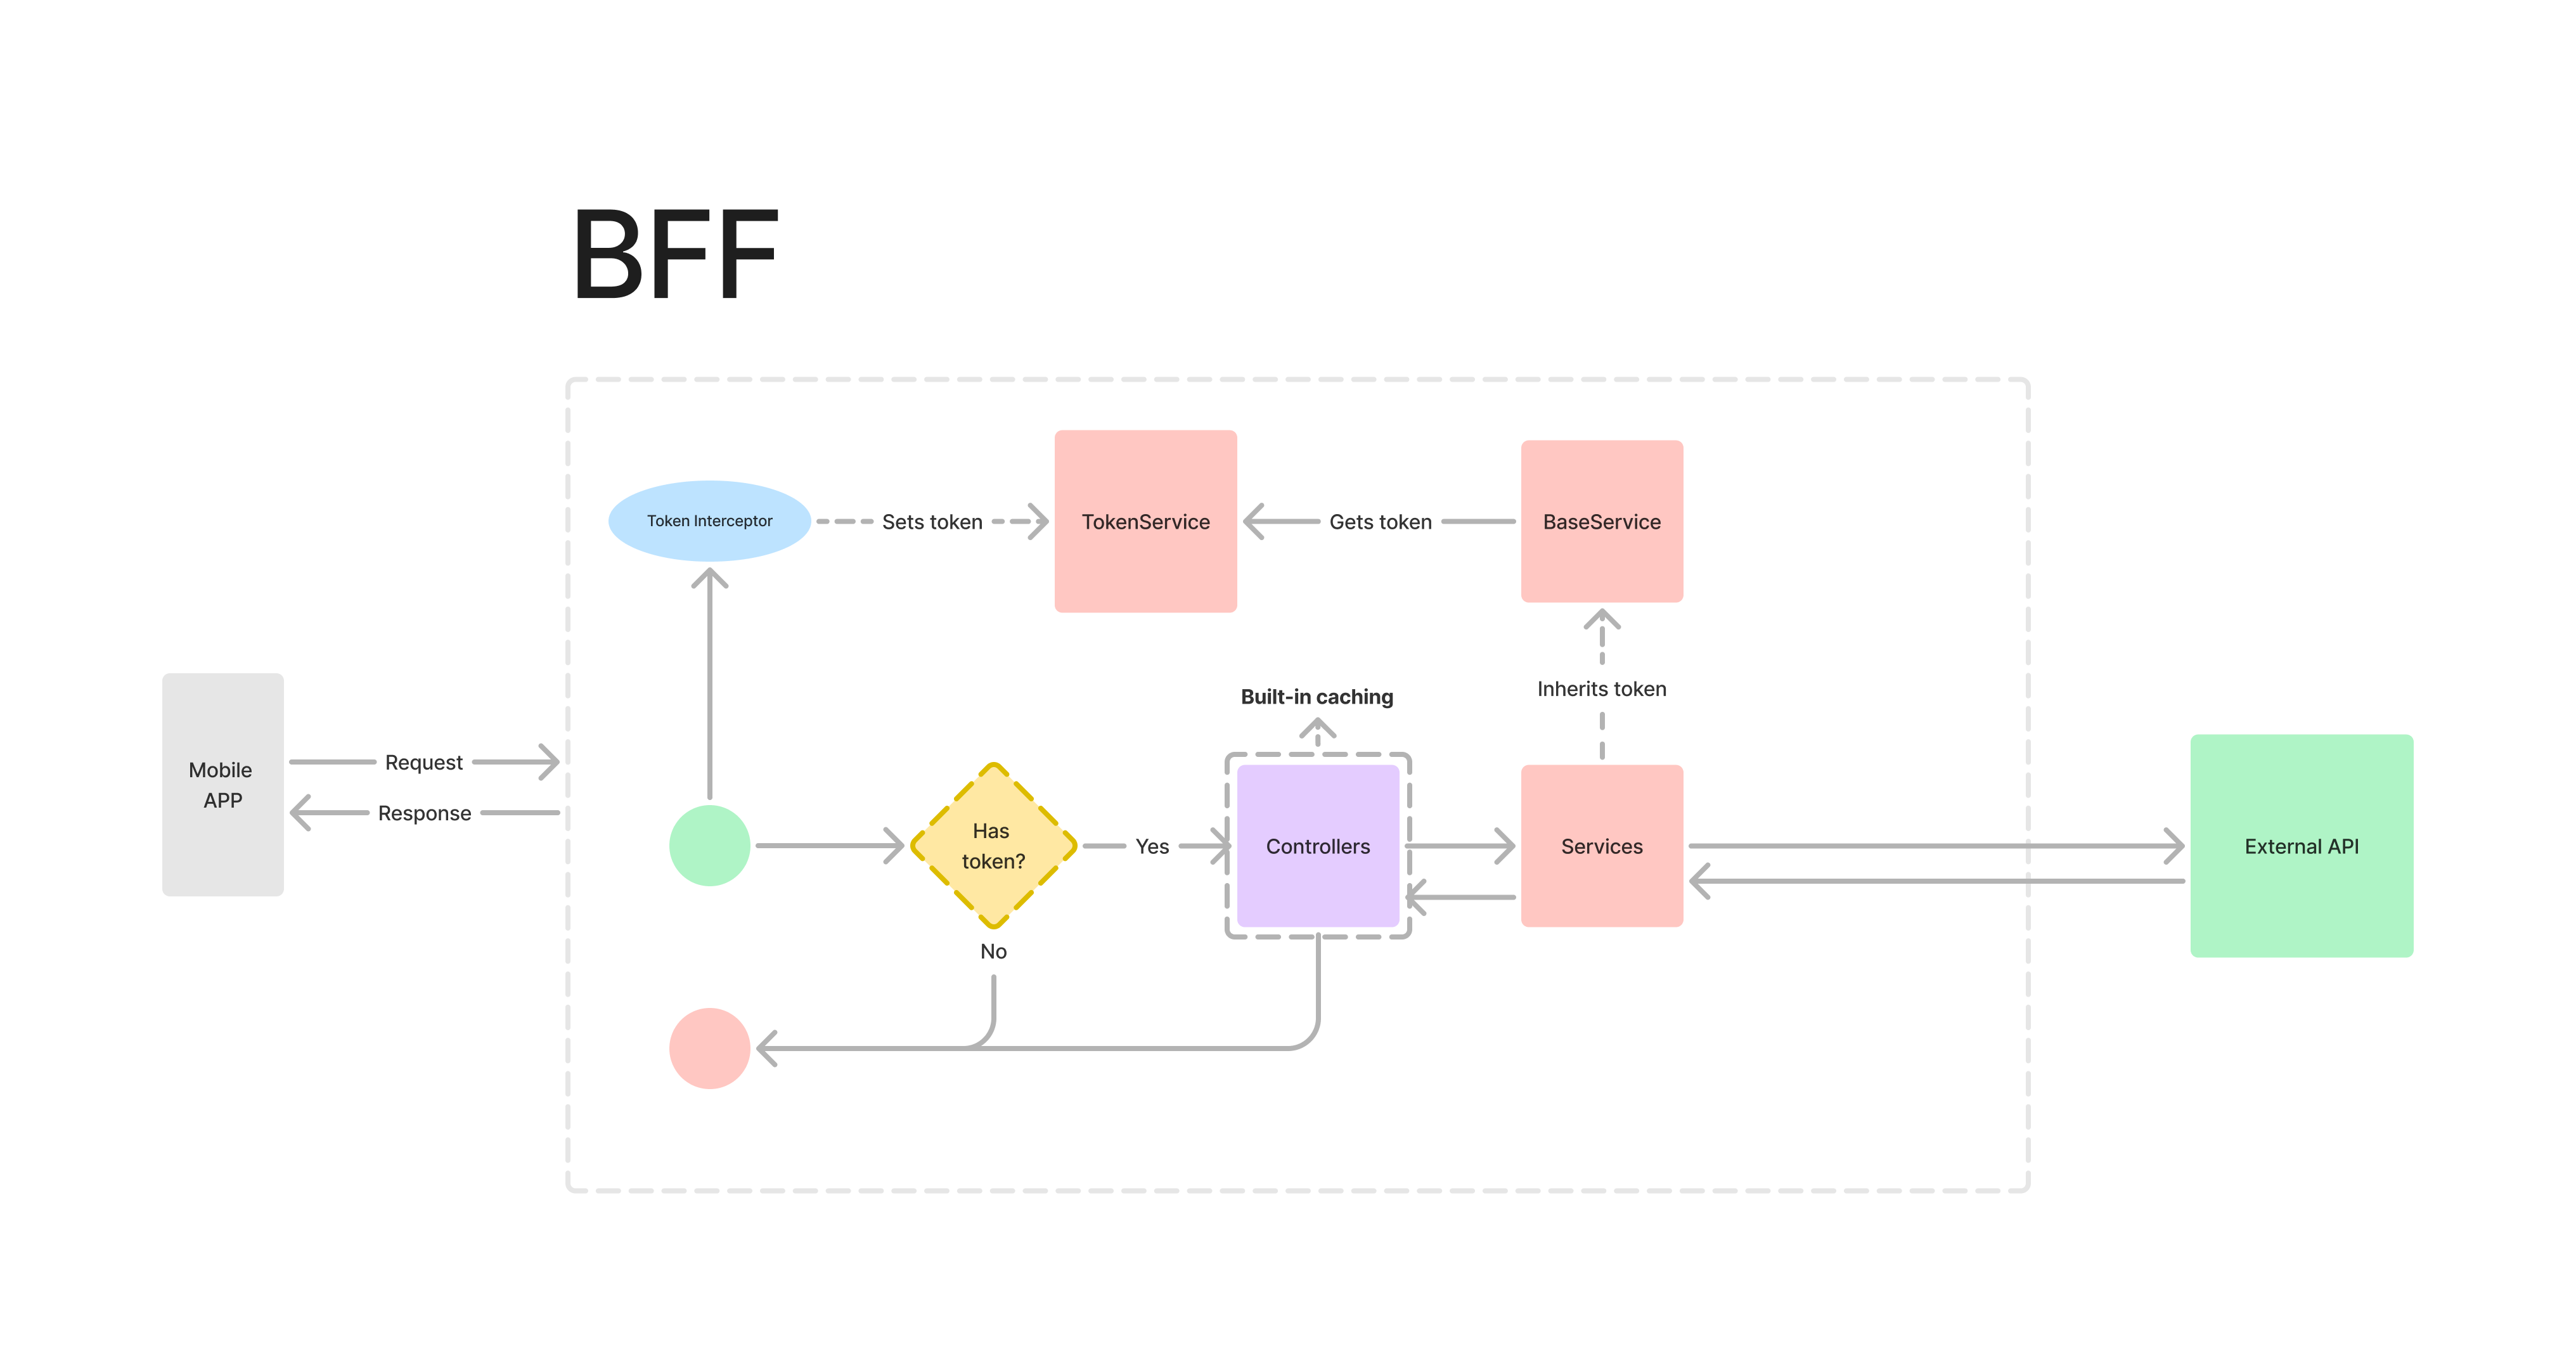 BFF
Token Interceptor
Sets token
TokenService
Gets token
BaseService
Inherits token
Built-in caching
Mobile
APP
Request
Response
Has
token?
Yes
No
Controllers
Services
External API